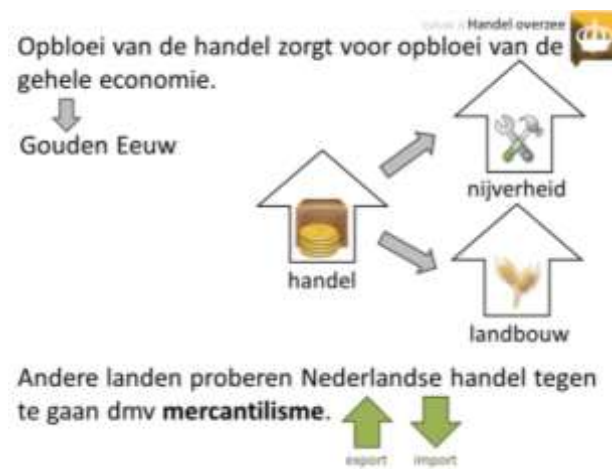 Handel overzee
Opbloei van de handel zorgt voor opbloei van de
gehele economie.
Gouden Eeuw
nijverheid
handel
landbouw
Andere landen proberen Nederlandse handel tegen
te gaan dmv mercantilisme.
export import